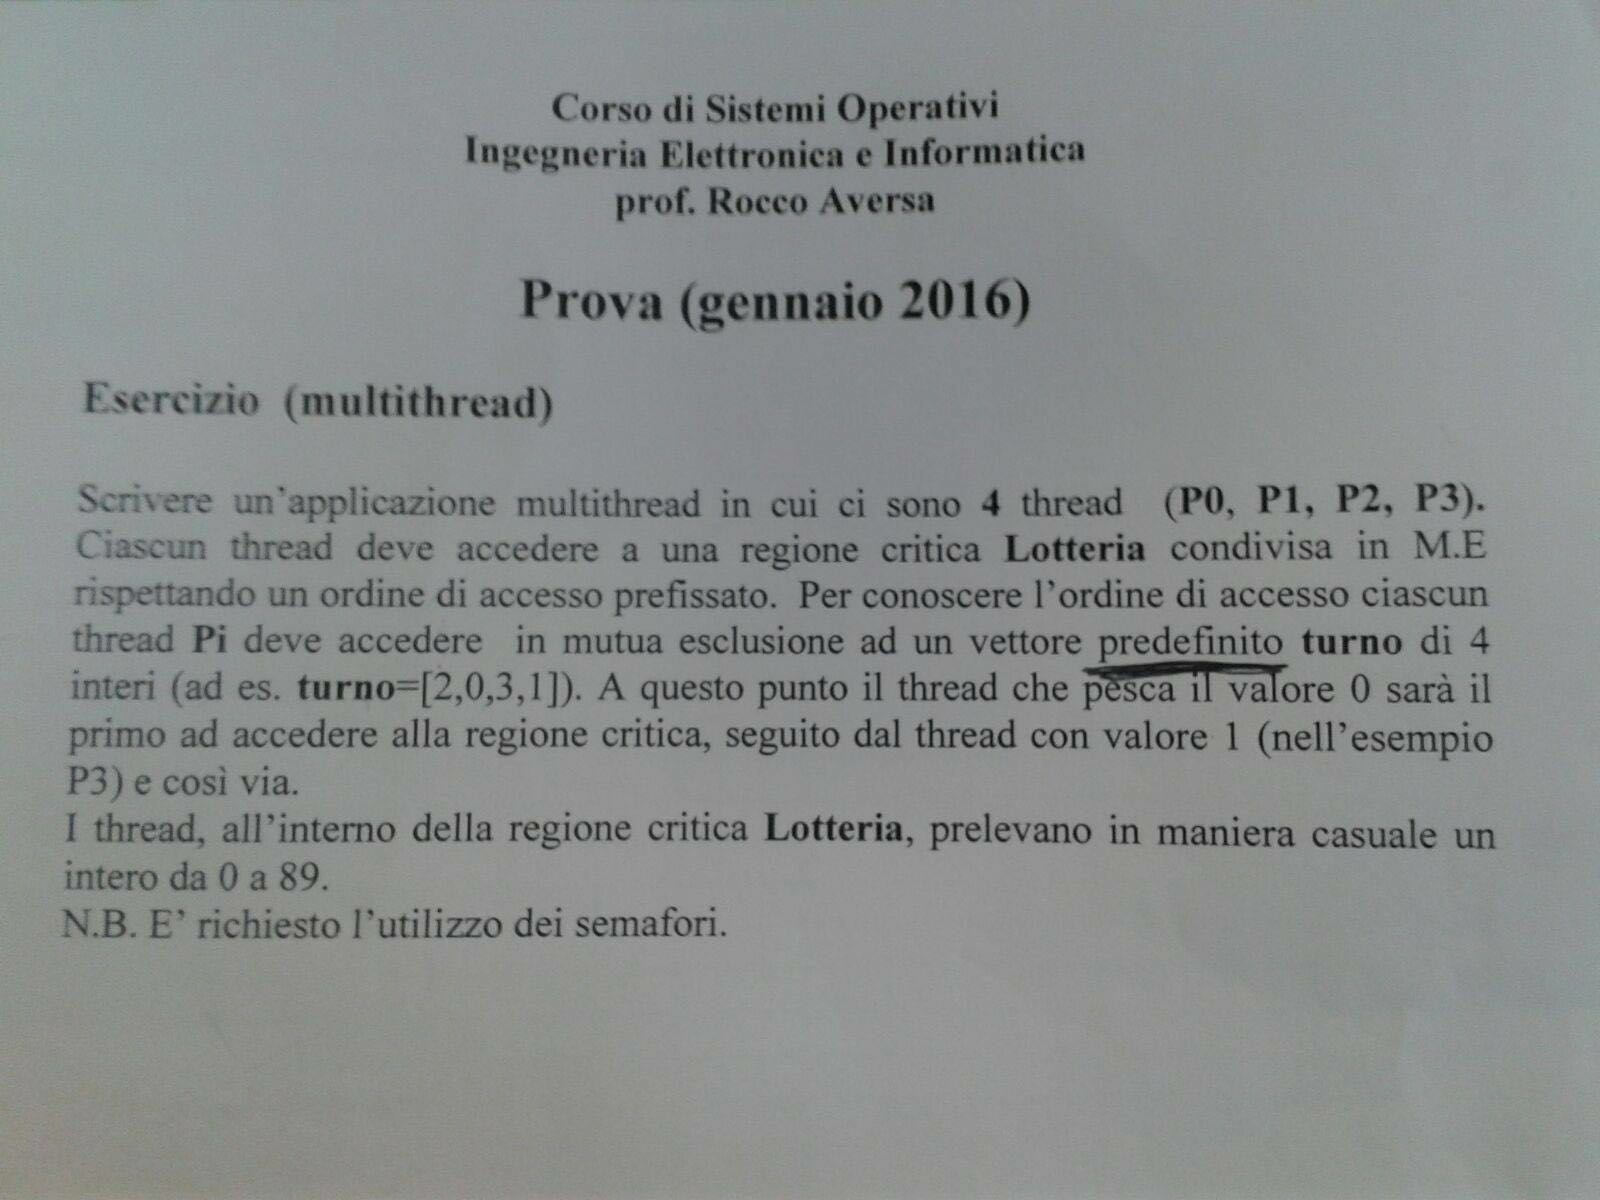 Corso di Sistemi Operativi
Ingegneria Elettronica e Informatica
prof. Rocco Aversa
Prova (gennaio 2016)
Esercizio (multithread)
Scrivere un'applicazione multithread in cui ci sono 4 thread (P0, P1, P2, P3).
Ciascun thread deve accedere a una regione critica Lotteria condivisa in M.E
rispettando un ordine di accesso prefissato. Per conoscere l'ordine di accesso ciascun
thread Pi deve accedere in mutua esclusione ad un vettore predefinito turno di 4
interi (ad es. turno=[2,0,3,1]). A questo punto il thread che pesca il valore 0 sarà il
primo ad accedere alla regione critica, seguito dal thread con valore 1 (nell'esempio
P3) e così via.
I thread, all'interno della regione critica Lotteria, prelevano in maniera casuale un
intero da 0 a 89.
N.B. E' richiesto l'utilizzo dei semafori.